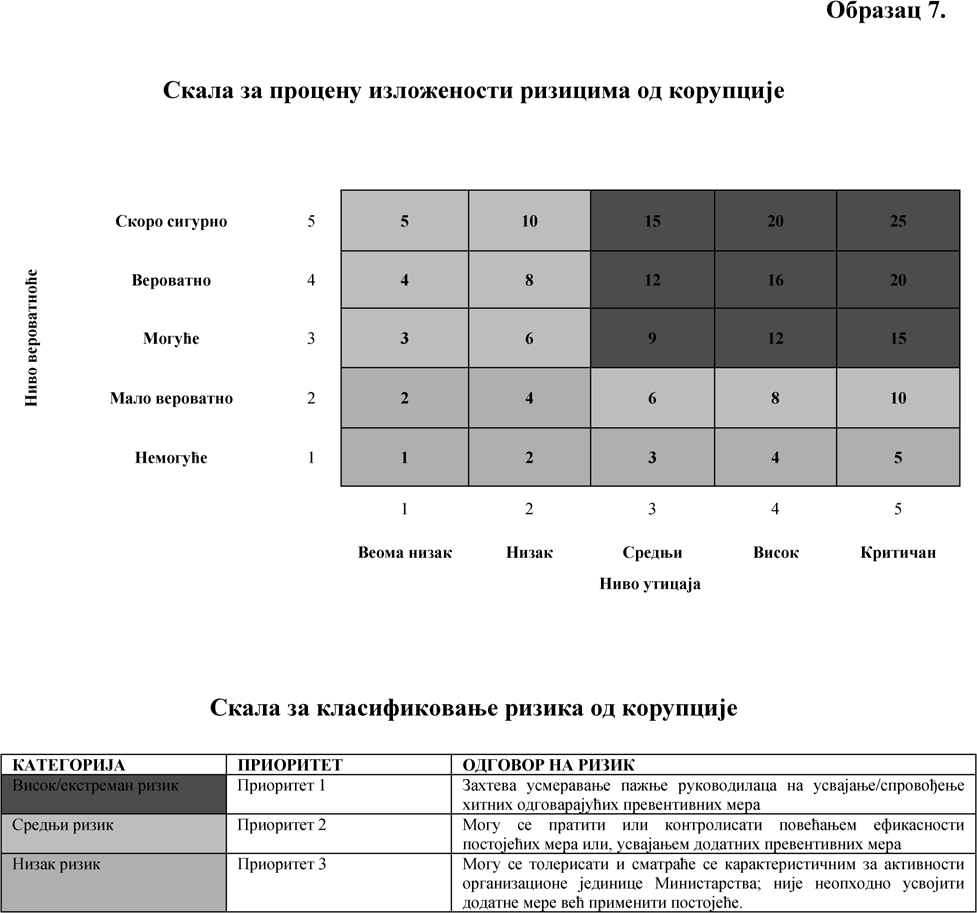 Образац 7.
Скала за процену изложености ризицима од корупције
Ниво вероватноће
Скоро сигурно 5 5 10 15 20 25
Вероватно 4 4 8 12 16 20
Могуће 3 3 6 9 12 15
Мало вероватно 2 2 4 6 8 10
Немогуће 1 1 2 3 4 5
1 2 3 4 5
Веома низак Низак Средњи Висок Критичан
Ниво утицаја
Скала за класификовање ризика од корупције
КАТЕГОРИЈА ПРИОРИТЕТ ОДГОВОР НА РИЗИК
Висок/екстреман ризик Приоритет 1 Захтева усмеравање пажње руководилаца на усвајање/спровођење
хитних одговарајућих превентивних мера
Средњи ризик Приоритет 2 Могу се пратити или контролисати повећањем ефикасности
постојећих мера или, усвајањем додатних превентивних мера
Низак ризик Приоритет 3 Могу се толерисати и сматраће се карактеристичним за активности
организационе јединице Министарства; није неопходно усвојити
додатне мере већ применити постојеће.